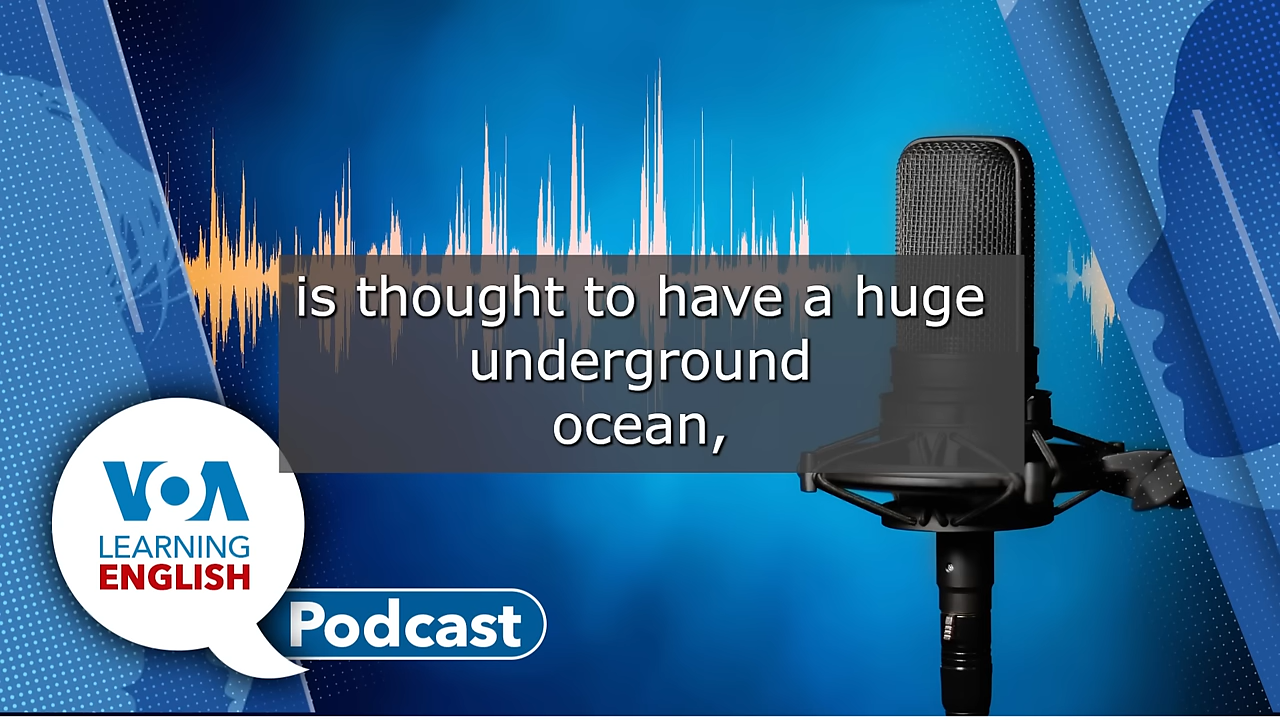 is thought to have a huge
underground
ocean,
VOA
LEARNING
ENGLISH
Podcast